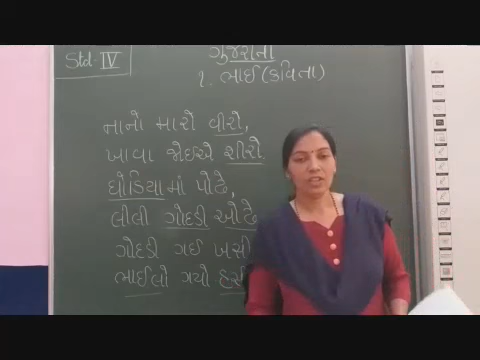 Std-IV
ગુજરાતી
૧. ભાઈ (કવિતા)
નાનો મારો વીરો,
ખાવા જોઈએ શીરો.
ઘોડિયામાં પોઢે,
લીલી ગોદડી ઓઢે
ગોદડી ગઈ ખસી
ભાઈલો ગયો હસી